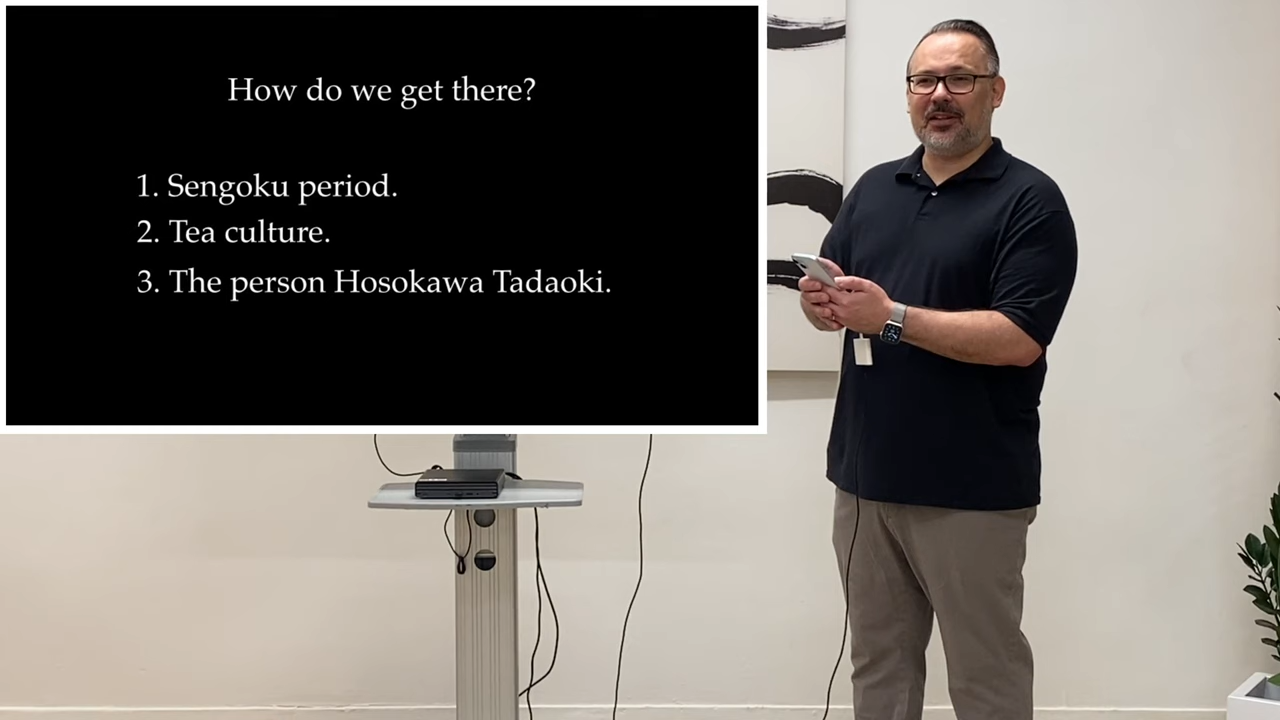 How do we get there?
1. Sengoku period.
2. Tea culture.
3. The person Hosokawa Tadaoki.